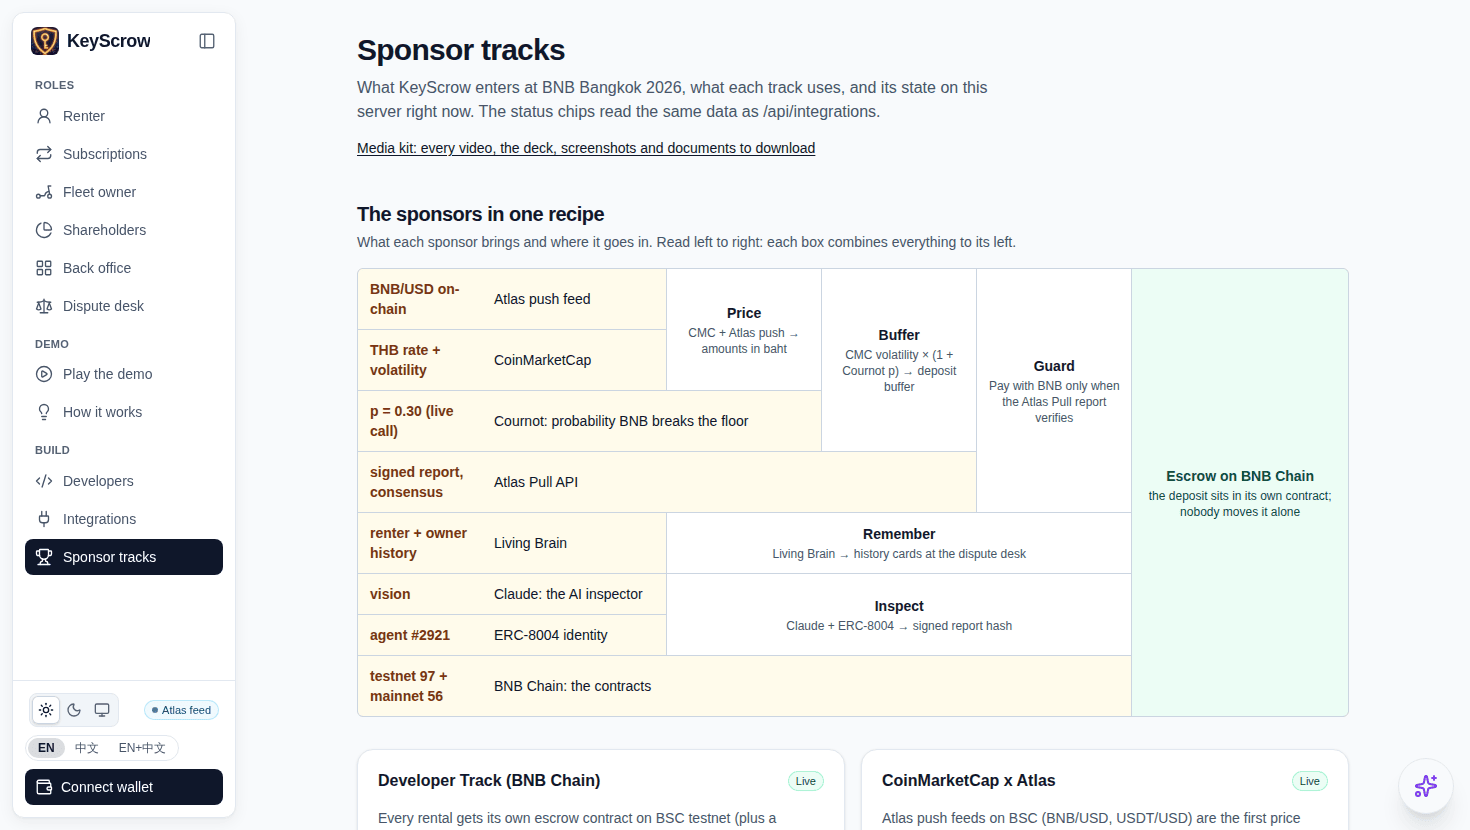 KeyScrow
ROLES
Renter
Subscriptions
Fleet owner
Shareholders
Back office
Dispute desk
DEMO
Play the demo
How it works
BUILD
Developers
Integrations
Sponsor tracks
Atlas feed
EN 中文 EN+中文
Connect wallet
Sponsor tracks
What KeyScrow enters at BNB Bangkok 2026, what each track uses, and its state on this
server right now. The status chips read the same data as /api/integrations.
Media kit: every video, the deck, screenshots and documents to download
The sponsors in one recipe
What each sponsor brings and where it goes in. Read left to right: each box combines everything to its left.
BNB/USD on-
chain
Atlas push feed
THB rate +
volatility
CoinMarketCap
Price
CMC + Atlas push →
amounts in baht
p = 0.30 (live
call)
Cournot: probability BNB breaks the floor
Buffer
CMC volatility × (1 +
Cournot p) → deposit
buffer
signed report,
consensus
Atlas Pull API
Guard
Pay with BNB only when
the Atlas Pull report
verifies
renter + owner
history
Living Brain
Remember
Living Brain → history cards at the dispute desk
vision
Claude: the AI inspector
agent #2921
ERC-8004 identity
Inspect
Claude + ERC-8004 → signed report hash
testnet 97 +
mainnet 56
BNB Chain: the contracts
Escrow on BNB Chain
the deposit sits in its own contract;
nobody moves it alone
Developer Track (BNB Chain)
Live
Every rental gets its own escrow contract on BSC testnet (plus a
CoinMarketCap x Atlas
Live
Atlas push feeds on BSC (BNB/USD, USDT/USD) are the first price